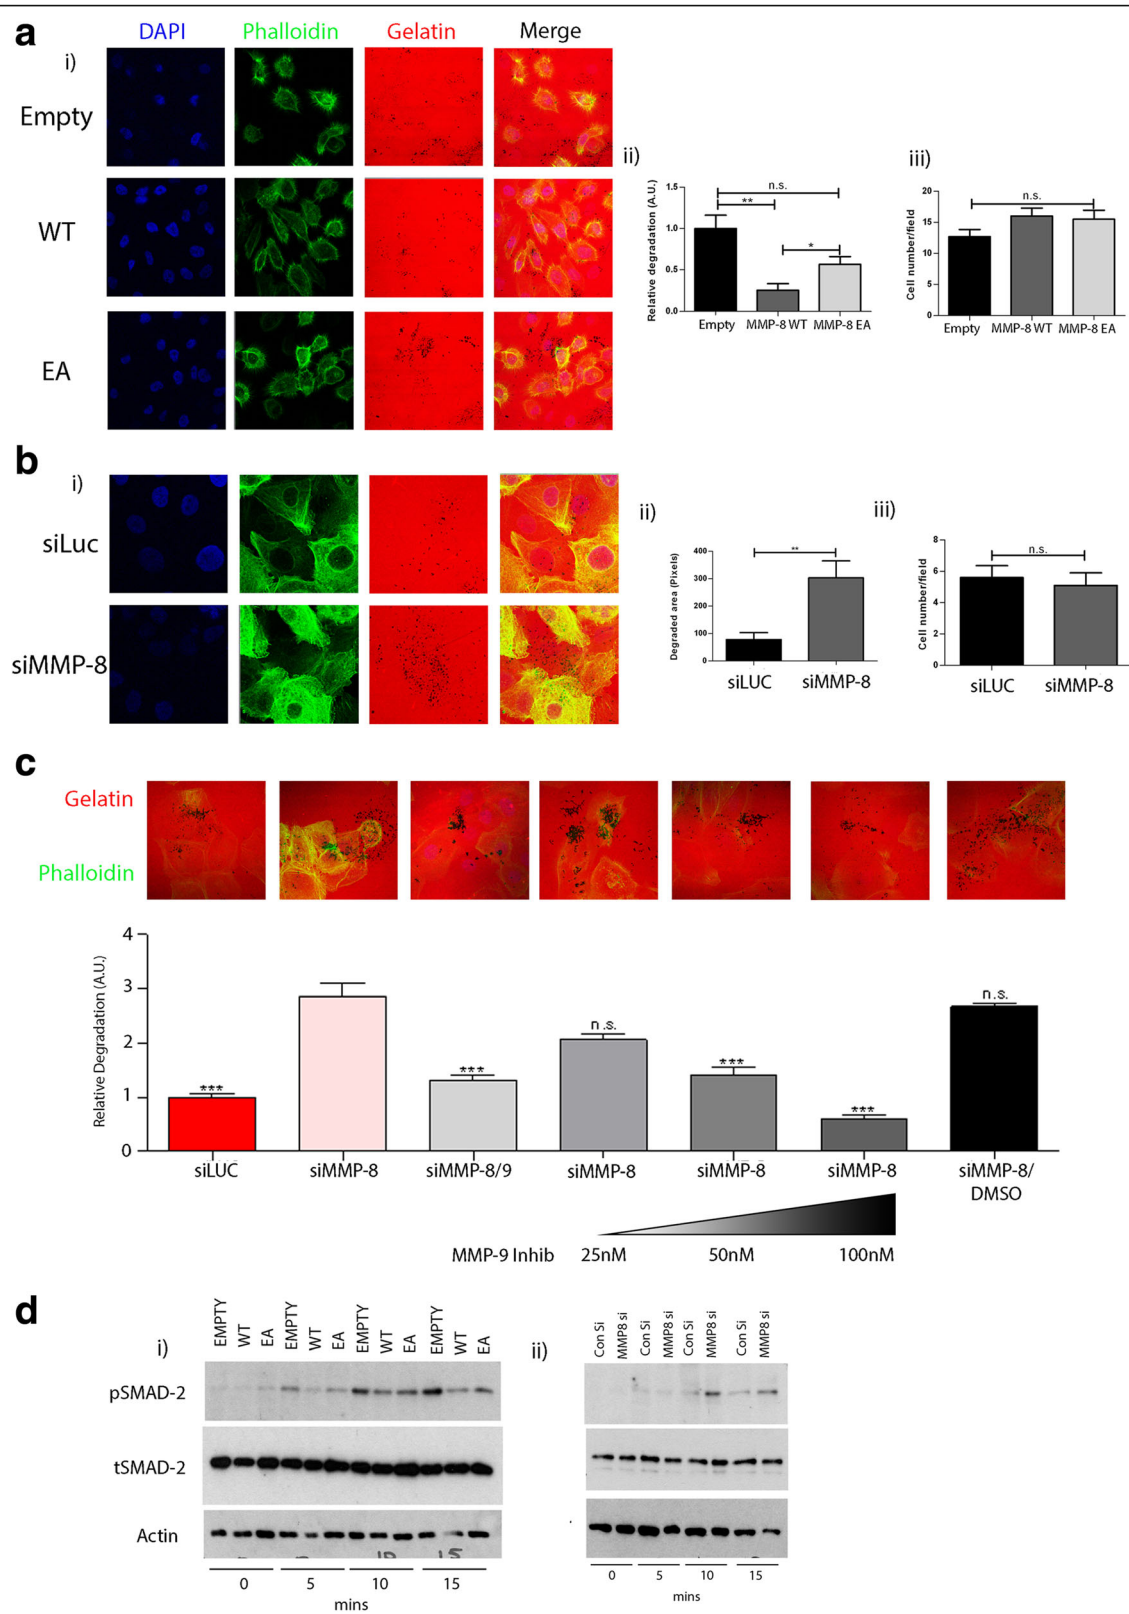 a
DAPI Phalloidin Gelatin Merge
i)
Empty
WT
EA
ii)
Relative degradation (A.U.)
1.5
1.0
0.5
0.0
n.s.
**
*
Empty MMP-8 WT MMP-8 EA
iii)
Cell number/field
20
15
10
5
0
n.s.
Empty MMP-8 WT MMP-8 EA
b
i)
siLuc
siMMP-8
ii)
Degraded area (Pixels)
400
300
200
100
0
**
siLUC siMMP-8
iii)
Cell number/field
8
6
4
2
0
n.s.
siLUC siMMP-8
c
Gelatin
Phalloidin
Relative Degradation (A.U.)
4
3
2
1
0
*** *** n.s. *** *** n.s.
siLUC siMMP-8 siMMP-8/9 siMMP-8 siMMP-8 siMMP-8 siMMP-8/
DMSO
MMP-9 Inhib 25nM 50nM 100nM
d
i)
EMPTY WT EA EMPTY WT EA EMPTY WT EA EMPTY WT EA
pSMAD-2
tSMAD-2
Actin
10 15
0 5 10 15
mins
ii)
Con Si MMP8 si Con Si MMP8 si Con Si MMP8 si Con Si MMP8 si
0 5 10 15
mins